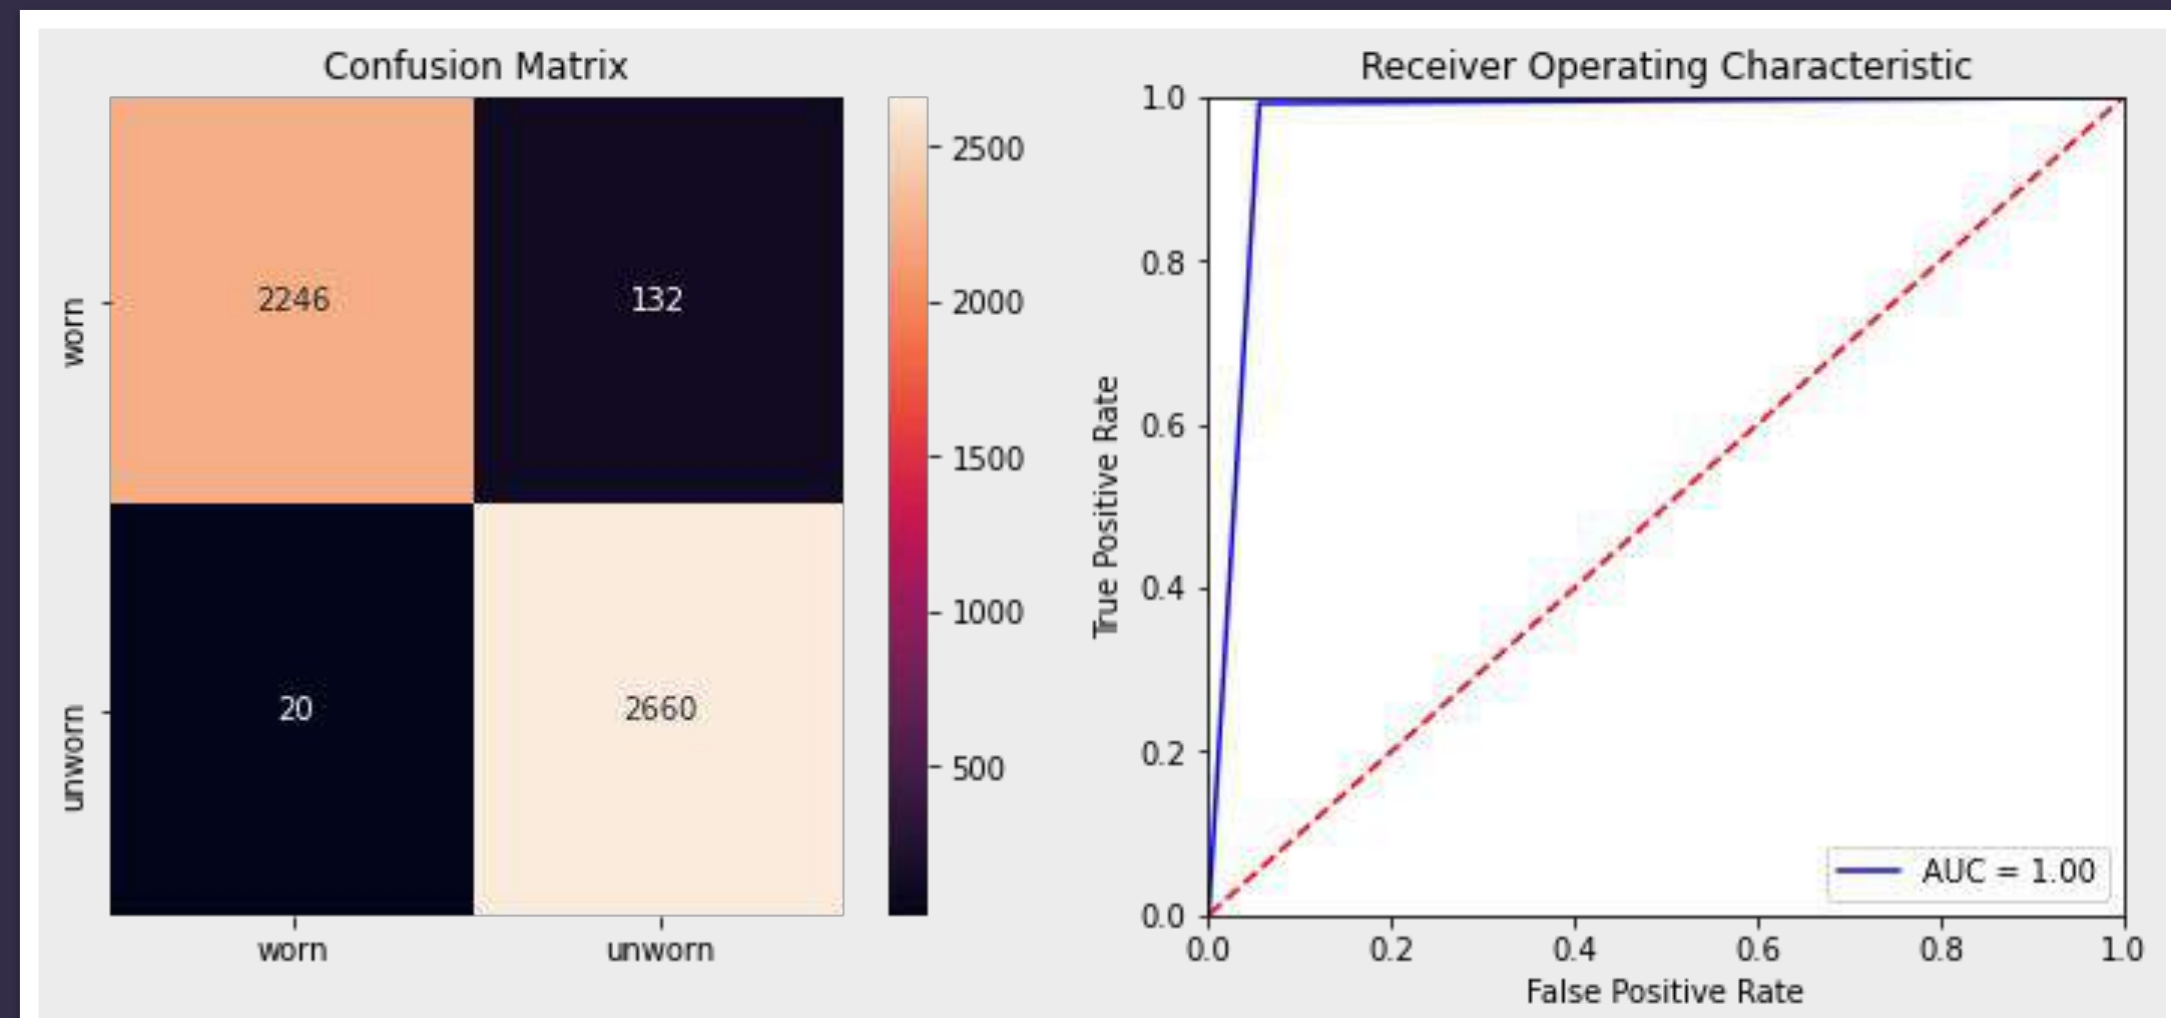 Confusion Matrix
worn
unworn
2246
132
20
2660
worn
unworn
2500
2000
1500
1000
500
Receiver Operating Characteristic
True Positive Rate
1.0
0.8
0.6
0.4
0.2
0.0
AUC = 1.00
0.0
0.2
0.4
0.6
0.8
1.0
False Positive Rate